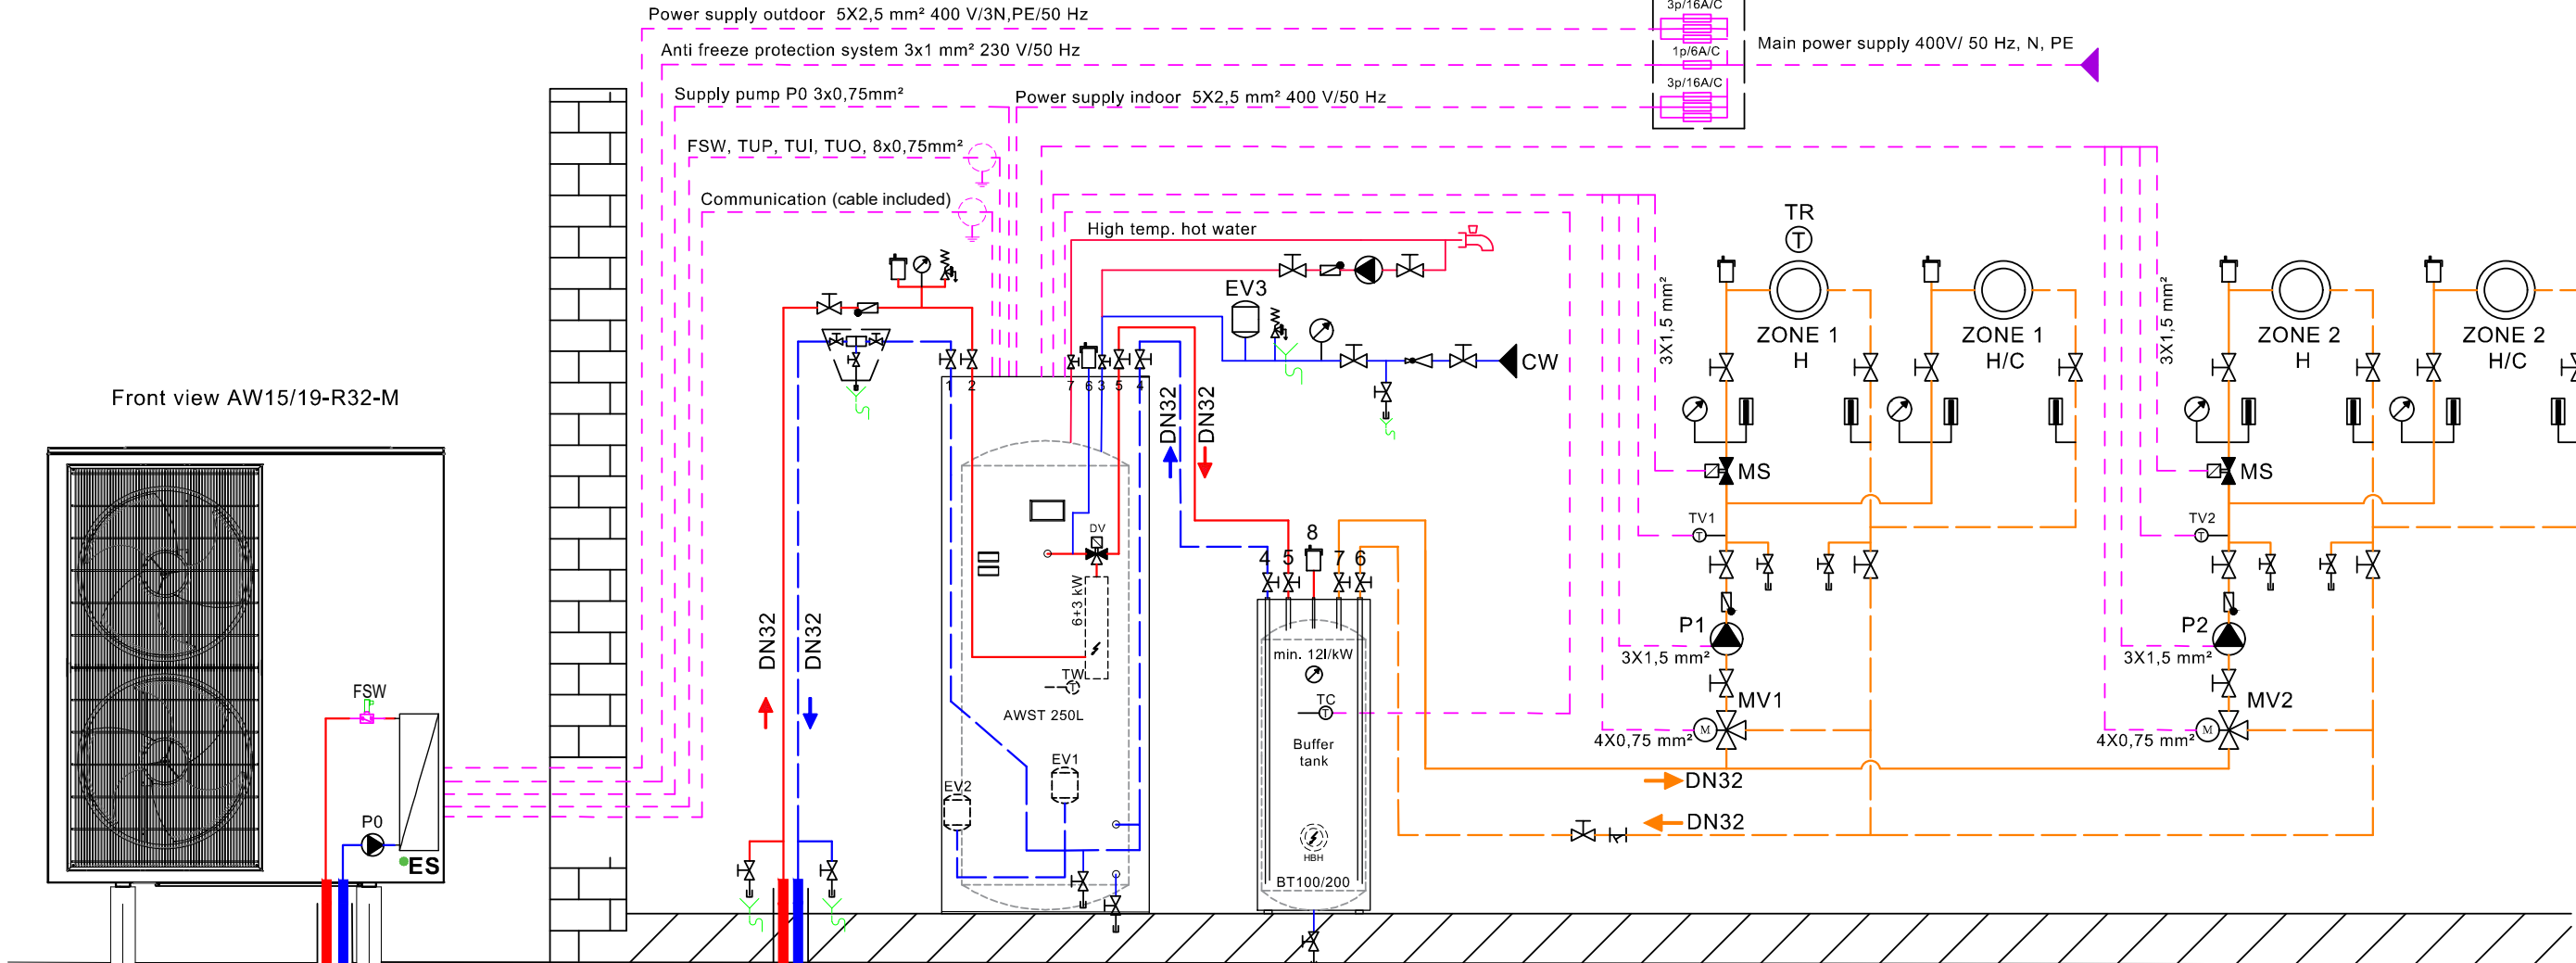 3p/16A/C
Power supply outdoor 5X2,5 mm² 400 V/3N,PE/50 Hz
Anti freeze protection system 3x1 mm² 230 V/50 Hz
1p/6A/C
Main power supply 400V/ 50 Hz, N, PE
Supply pump P0 3x0,75mm²
Power supply indoor 5X2,5 mm² 400 V/50 Hz
3p/16A/C
FSW, TUP, TUI, TUO, 8x0,75mm²
Communication (cable included)
High temp. hot water
TR
T
EV3
3X1,5 mm²
3X1,5 mm²
ZONE 1
H
ZONE 1
H/C
ZONE 2
H
ZONE 2
H/C
CW
Front view AW15/19-R32-M
1 2 7 6 3 5 4
DN32
DN32
MS
MS
DV
TV1
T
TV2
T
8
4 5 7 6
6+3 kW
DN32
DN32
P1
P2
min. 12l/kW
3X1,5 mm²
3X1,5 mm²
TW
T
FSW
AWST 250L
TC
T
MV1
MV2
M
M
4X0,75 mm²
4X0,75 mm²
Buffer
tank
EV1
EV2
DN32
P0
DN32
ES
HBH
BT100/200